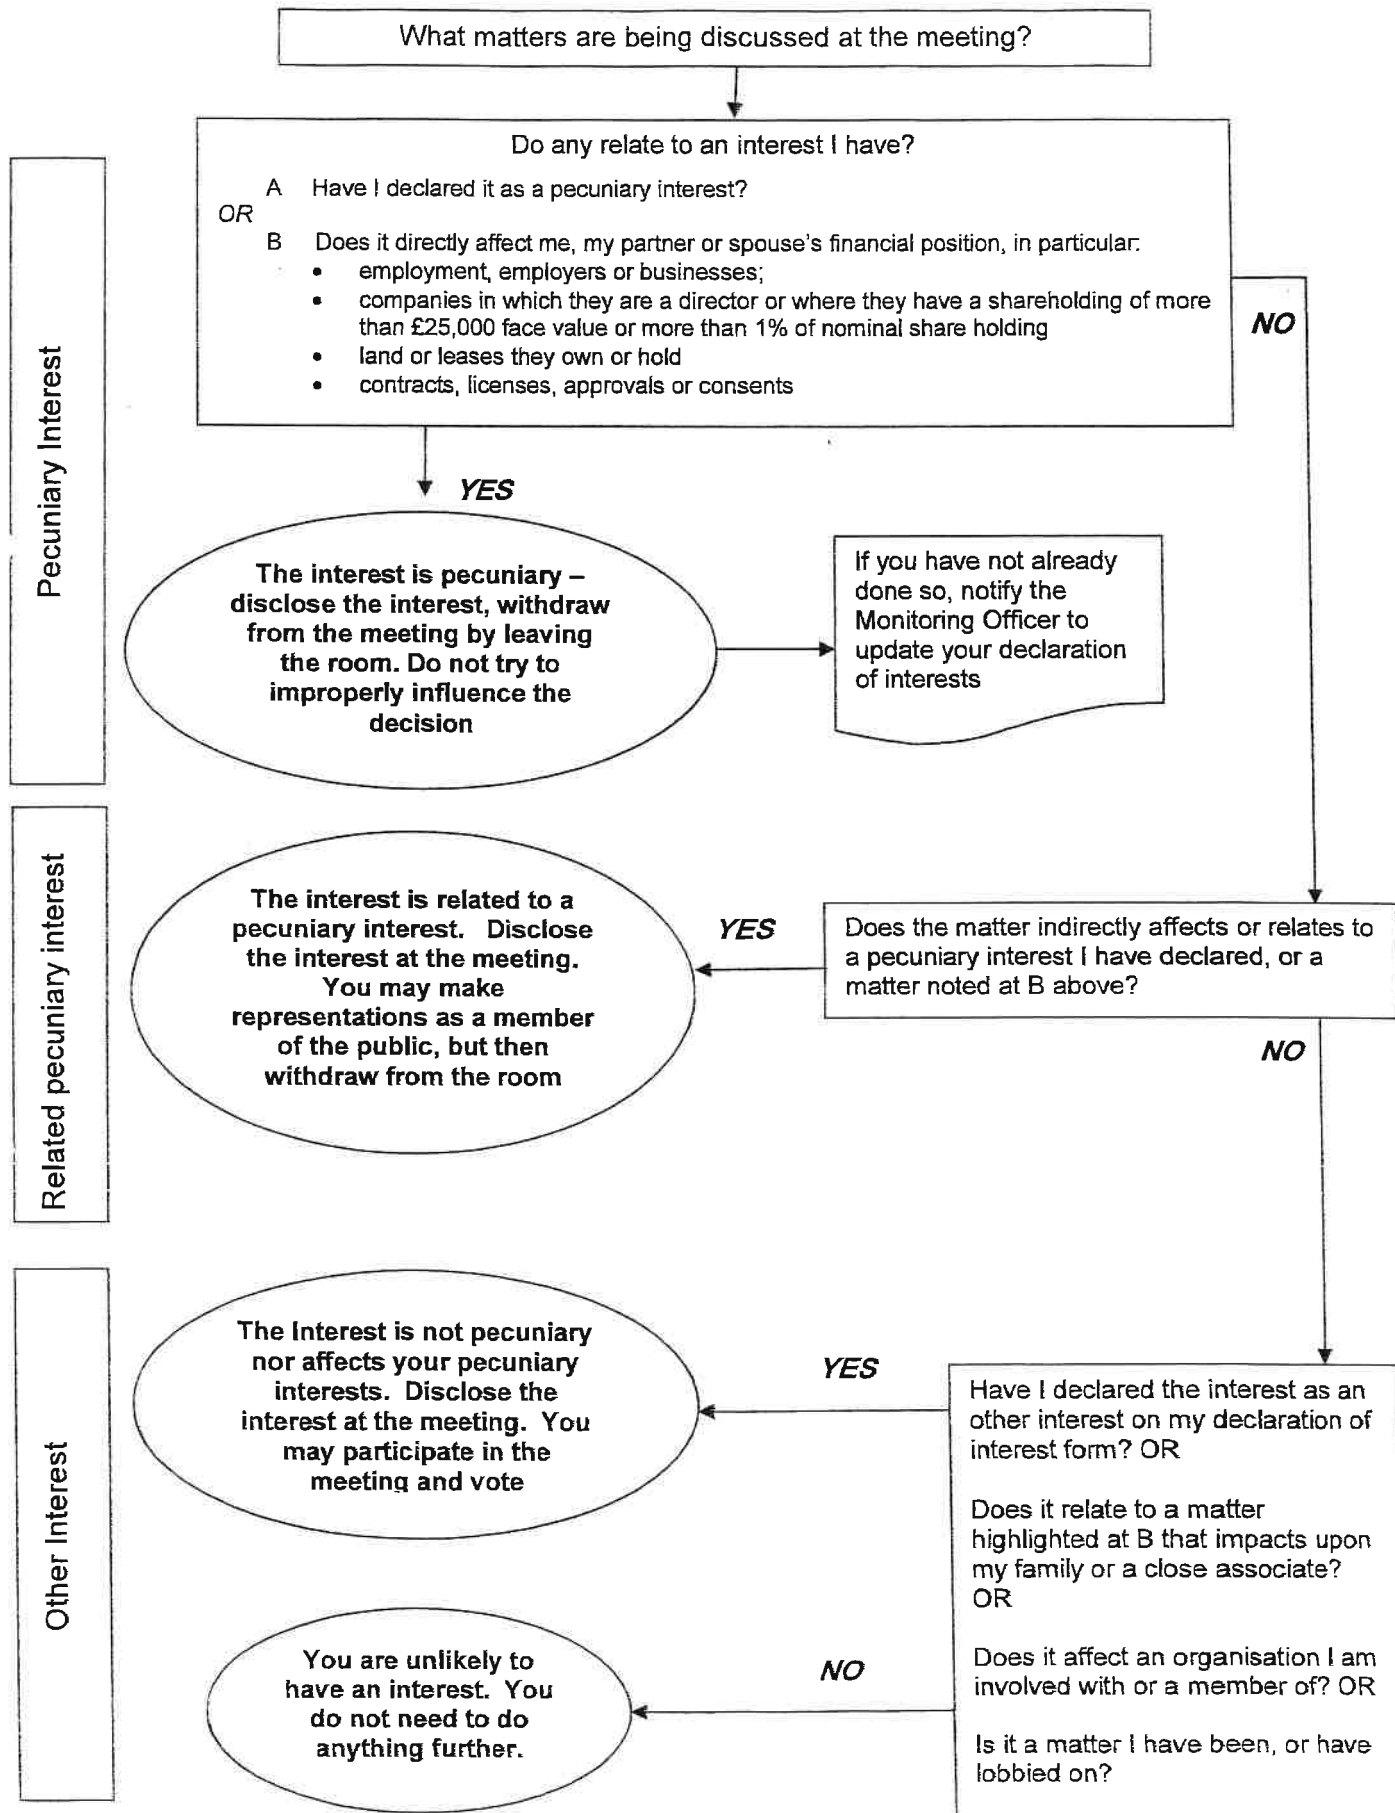 What matters are being discussed at the meeting?
Do any relate to an interest I have?
A Have I declared it as a pecuniary interest?
OR
B Does it directly affect me, my partner or spouse's financial position, in particular:
• employment, employers or businesses;
• companies in which they are a director or where they have a shareholding of more
than £25,000 face value or more than 1% of nominal share holding
• land or leases they own or hold
• contracts, licenses, approvals or consents
NO
Pecuniary Interest
YES
The interest is pecuniary –
disclose the interest, withdraw
from the meeting by leaving
the room. Do not try to
improperly influence the
decision
If you have not already
done so, notify the
Monitoring Officer to
update your declaration
of interests
Related pecuniary interest
The interest is related to a
pecuniary interest. Disclose
the interest at the meeting.
You may make
representations as a member
of the public, but then
withdraw from the room
YES
Does the matter indirectly affects or relates to
a pecuniary interest I have declared, or a
matter noted at B above?
NO
Other Interest
The Interest is not pecuniary
nor affects your pecuniary
interests. Disclose the
interest at the meeting. You
may participate in the
meeting and vote
YES
Have I declared the interest as an
other interest on my declaration of
interest form? OR
Does it relate to a matter
highlighted at B that impacts upon
my family or a close associate?
OR
Does it affect an organisation I am
involved with or a member of? OR
Is it a matter I have been, or have
lobbied on?
NO
You are unlikely to
have an interest. You
do not need to do
anything further.